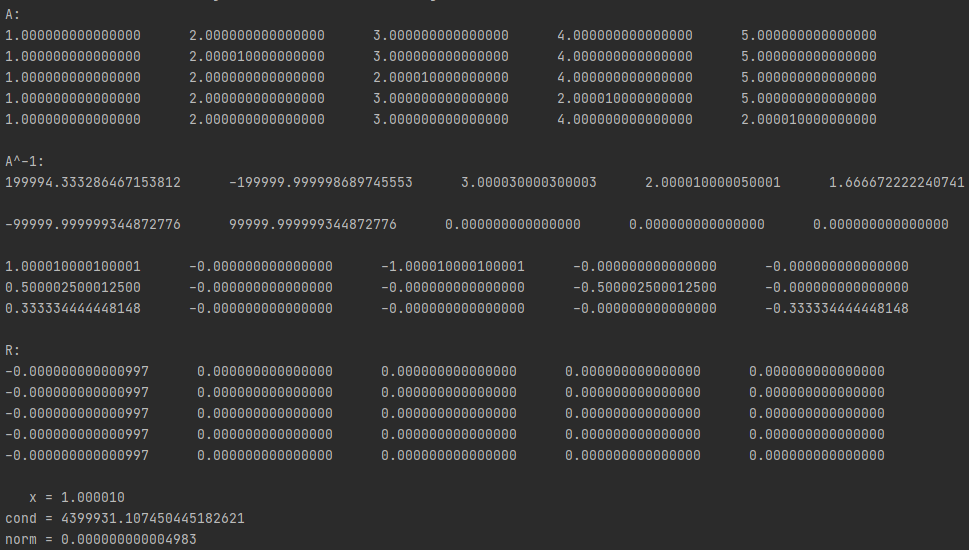 A:
1.000000000000000 2.000000000000000 3.000000000000000 4.000000000000000 5.000000000000000
1.000000000000000 2.000010000000000 3.000000000000000 4.000000000000000 5.000000000000000
1.000000000000000 2.000000000000000 2.000010000000000 4.000000000000000 5.000000000000000
1.000000000000000 2.000000000000000 3.000000000000000 2.000010000000000 5.000000000000000
1.000000000000000 2.000000000000000 3.000000000000000 4.000000000000000 2.000010000000000
A^-1:
199994.333286467153812 -199999.999998689745553 3.000030000300003 2.000010000050001 1.666672222240741
-99999.999999344872776 99999.999999344872776 0.000000000000000 0.000000000000000 0.000000000000000
1.000010000100001 -0.000000000000000 -1.000010000100001 -0.000000000000000 -0.000000000000000
0.500002500012500 -0.000000000000000 -0.000000000000000 -0.500002500012500 -0.000000000000000
0.333334444448148 -0.000000000000000 -0.000000000000000 -0.000000000000000 -0.333334444448148
R:
-0.000000000000997 0.000000000000000 0.000000000000000 0.000000000000000 0.000000000000000
-0.000000000000997 0.000000000000000 0.000000000000000 0.000000000000000 0.000000000000000
-0.000000000000997 0.000000000000000 0.000000000000000 0.000000000000000 0.000000000000000
-0.000000000000997 0.000000000000000 0.000000000000000 0.000000000000000 0.000000000000000
-0.000000000000997 0.000000000000000 0.000000000000000 0.000000000000000 0.000000000000000
x = 1.000010
cond = 4399931.107450445182621
norm = 0.000000000004983